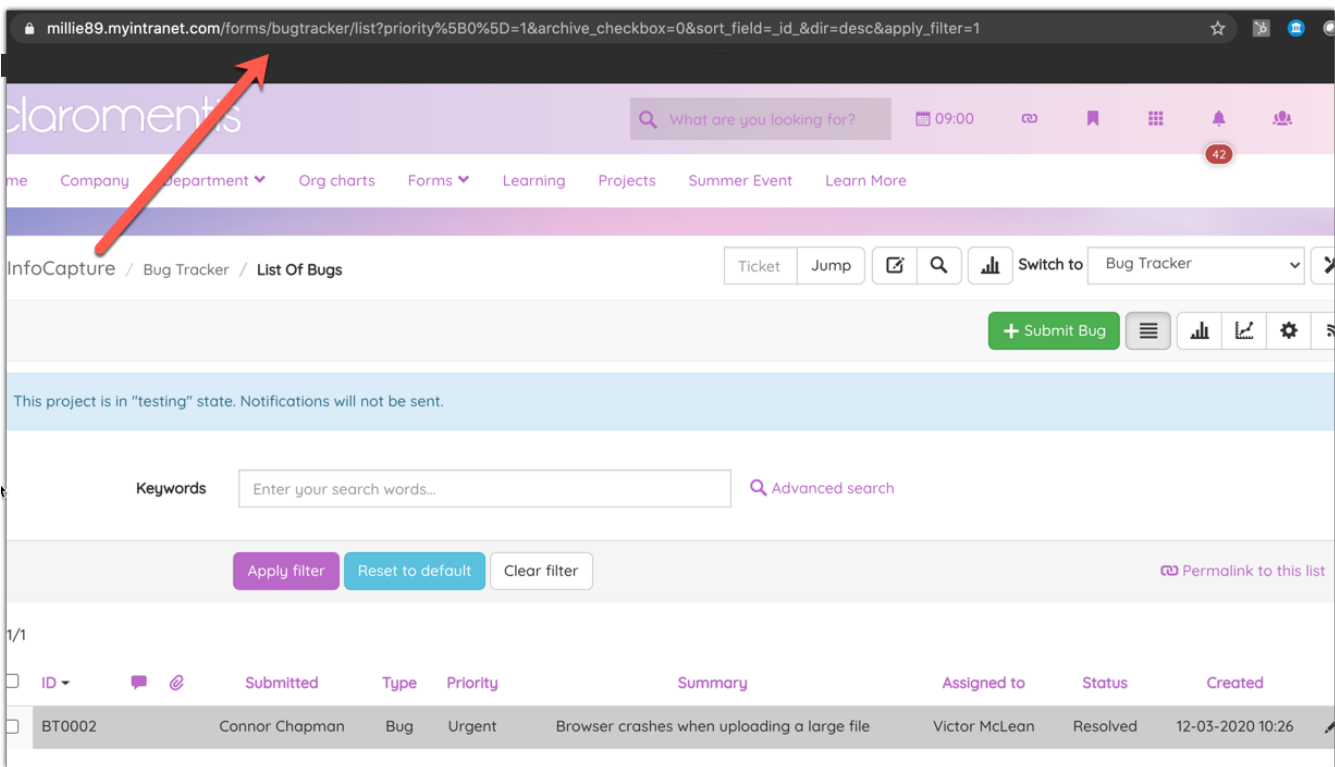 millie89.myintranet.com/forms/bugtracker/list?priority%5B0%5D=1&archive_checkbox=0&sort_field=_id_&dir=desc&apply_filter=1
claromentis
What are you looking for? 09:00
42
me Company Department Org charts Forms Learning Projects Summer Event Learn More
InfoCapture / Bug Tracker / List Of Bugs Ticket Jump Switch to Bug Tracker
+ Submit Bug
This project is in "testing" state. Notifications will not be sent.
Keywords Enter your search words... Advanced search
Apply filter Reset to default Clear filter Permalink to this list
1/1
ID Submitted Type Priority Summary Assigned to Status Created
BT0002 Connor Chapman Bug Urgent Browser crashes when uploading a large file Victor McLean Resolved 12-03-2020 10:26